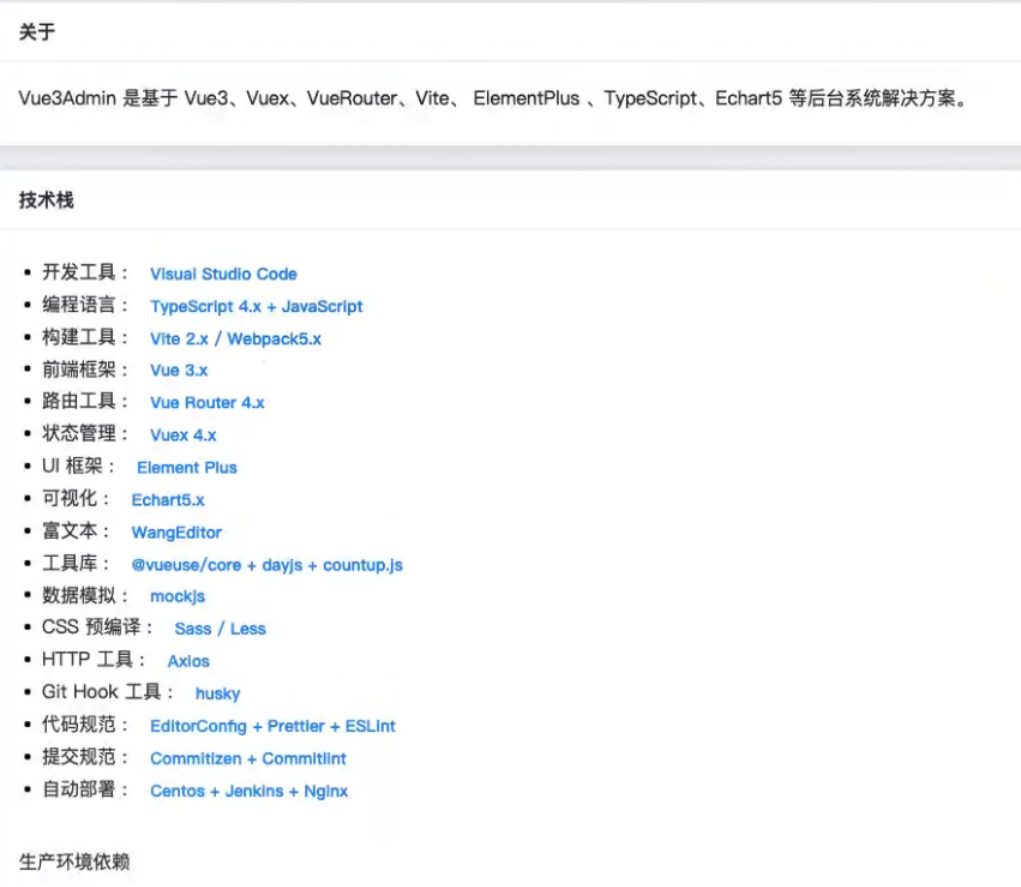 关于
Vue3Admin 是基于 Vue3、Vuex、VueRouter、Vite、 ElementPlus 、TypeScript、Echart5 等后台系统解决方案。
技术栈
• 开发工具： Visual Studio Code
• 编程语言： TypeScript 4.x + JavaScript
• 构建工具： Vite 2.x / Webpack5.x
• 前端框架： Vue 3.x
• 路由工具： Vue Router 4.x
• 状态管理： Vuex 4.x
• UI 框架： Element Plus
• 可视化： Echart5.x
• 富文本： WangEditor
• 工具库： @vueuse/core + dayjs + countup.js
• 数据模拟： mockjs
• CSS 预编译： Sass / Less
• HTTP 工具： Axios
• Git Hook 工具： husky
• 代码规范： EditorConfig + Prettier + ESLint
• 提交规范： Commitizen + Commitlint
• 自动部署： Centos + Jenkins + Nginx
生产环境依赖